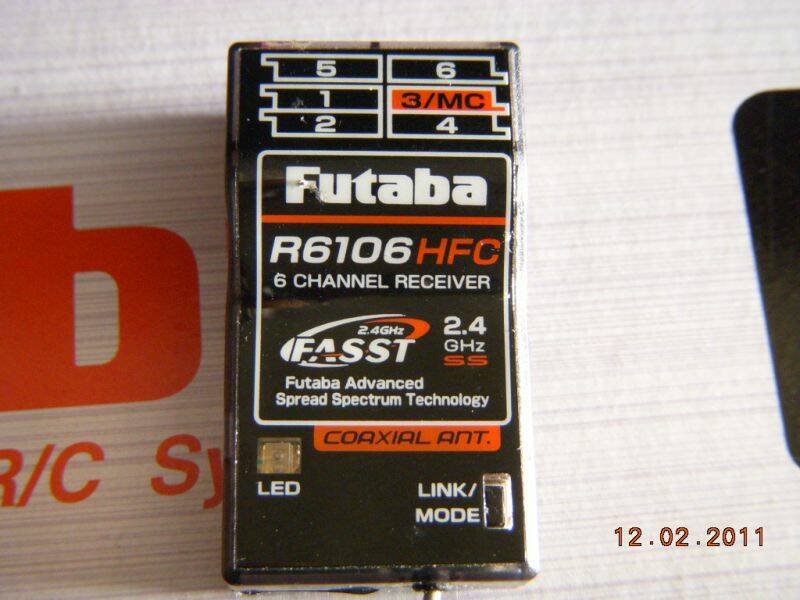 5 6
1 3/MC
2 4
Futaba
R6106HFC
6 CHANNEL RECEIVER
2.4GHz
FASST
2.4
GHz
SS
Futaba Advanced
Spread Spectrum Technology
COAXIAL ANT.
LED
LINK/
MODE
b
R/C Sy
12.02.2011